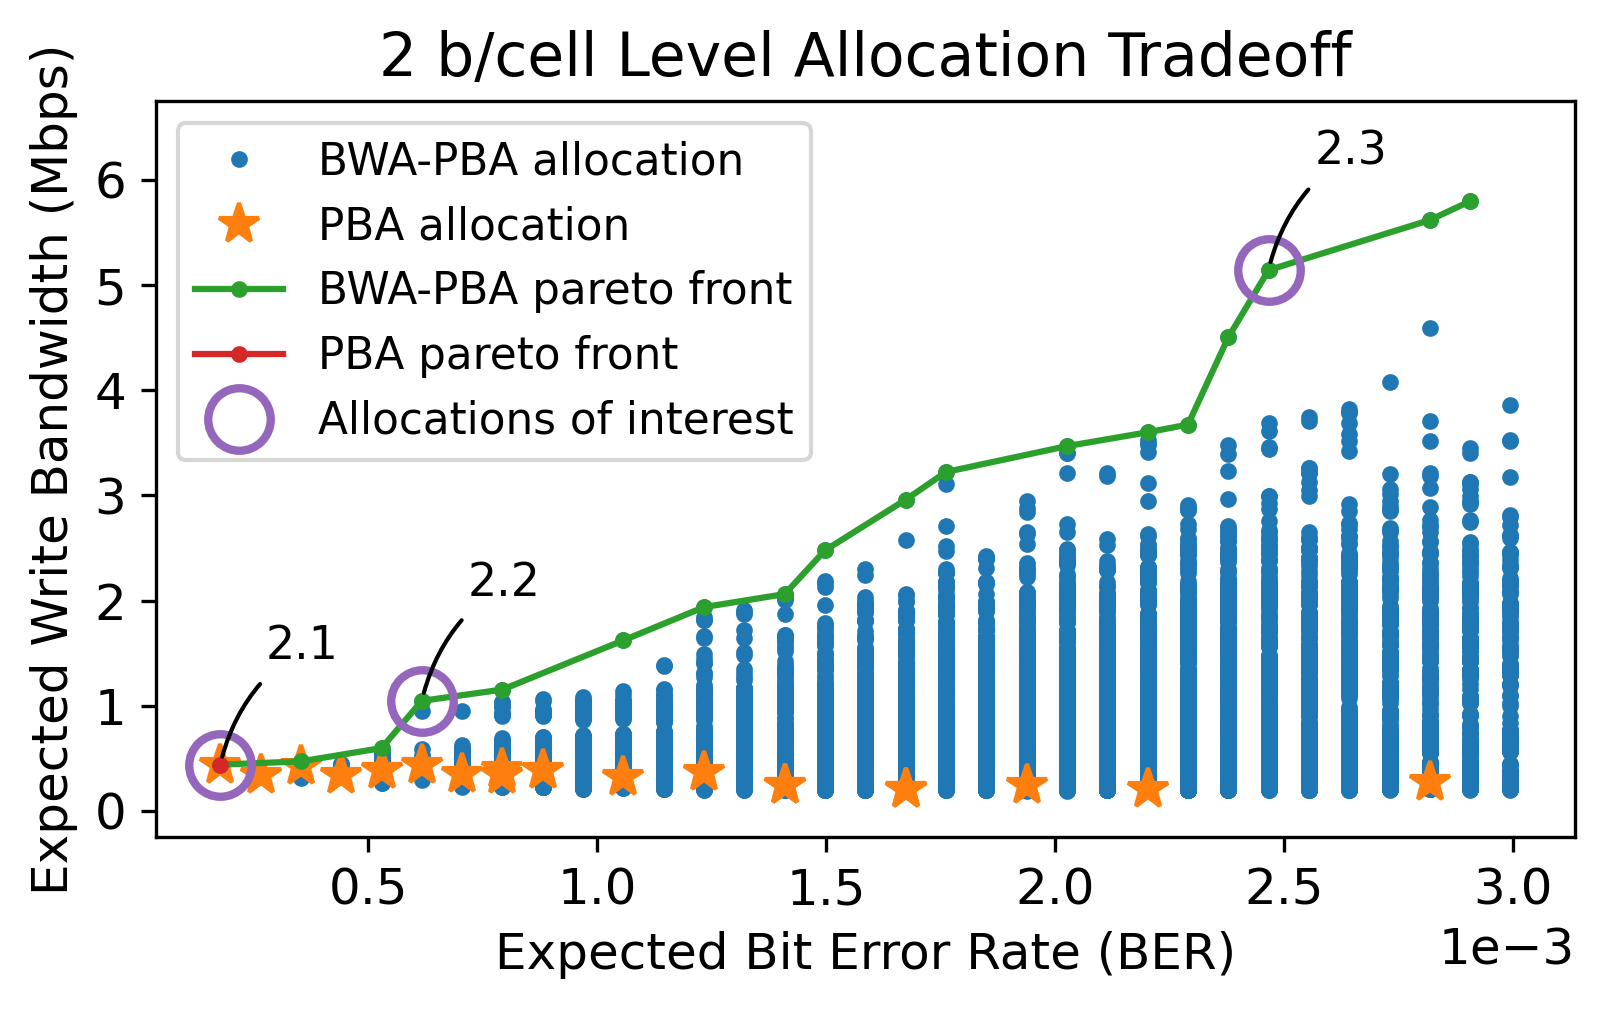 2 b/cell Level Allocation Tradeoff
Expected Write Bandwidth (Mbps)
6
5
4
3
2
1
0
BWA-PBA allocation
PBA allocation
BWA-PBA pareto front
PBA pareto front
Allocations of interest
2.1
2.2
2.3
0.5 1.0 1.5 2.0 2.5 3.0
Expected Bit Error Rate (BER)
1e−3